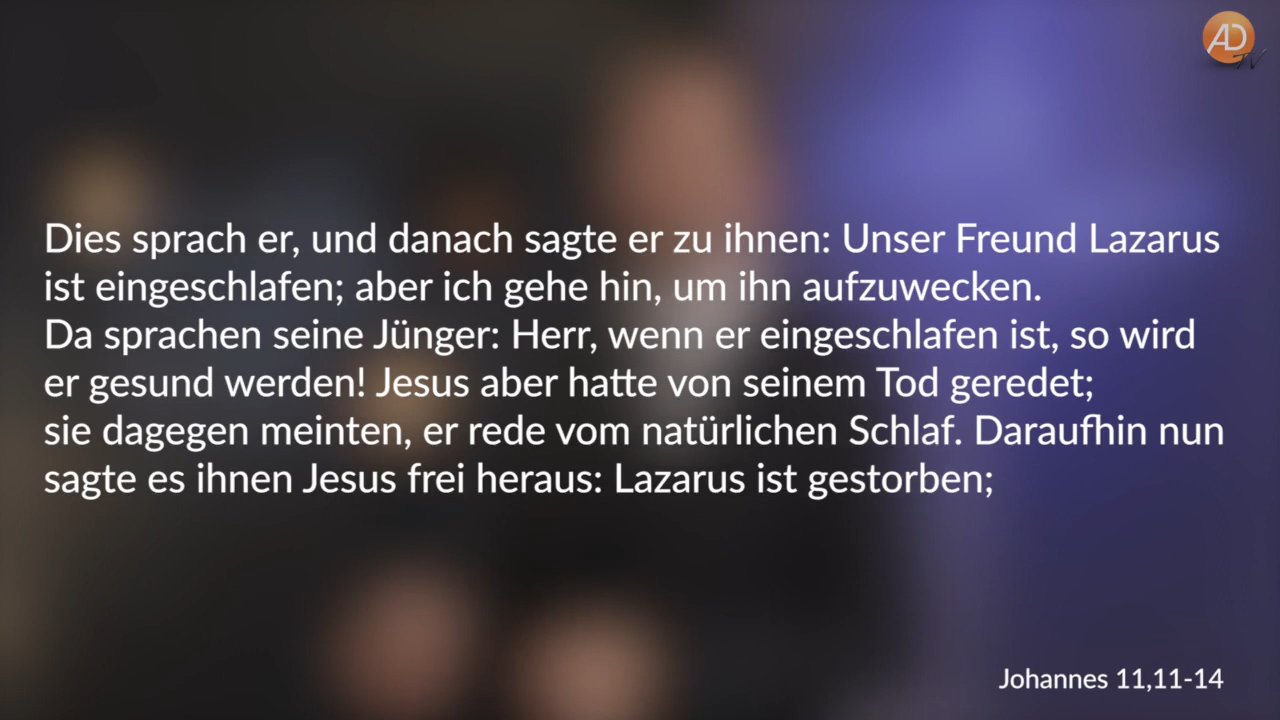 AD
TV
Dies sprach er, und danach sagte er zu ihnen: Unser Freund Lazarus
ist eingeschlafen; aber ich gehe hin, um ihn aufzuwecken.
Da sprachen seine Jünger: Herr, wenn er eingeschlafen ist, so wird
er gesund werden! Jesus aber hatte von seinem Tod geredet;
sie dagegen meinten, er rede vom natürlichen Schlaf. Daraufhin nun
sagte es ihnen Jesus frei heraus: Lazarus ist gestorben;
Johannes 11,11-14